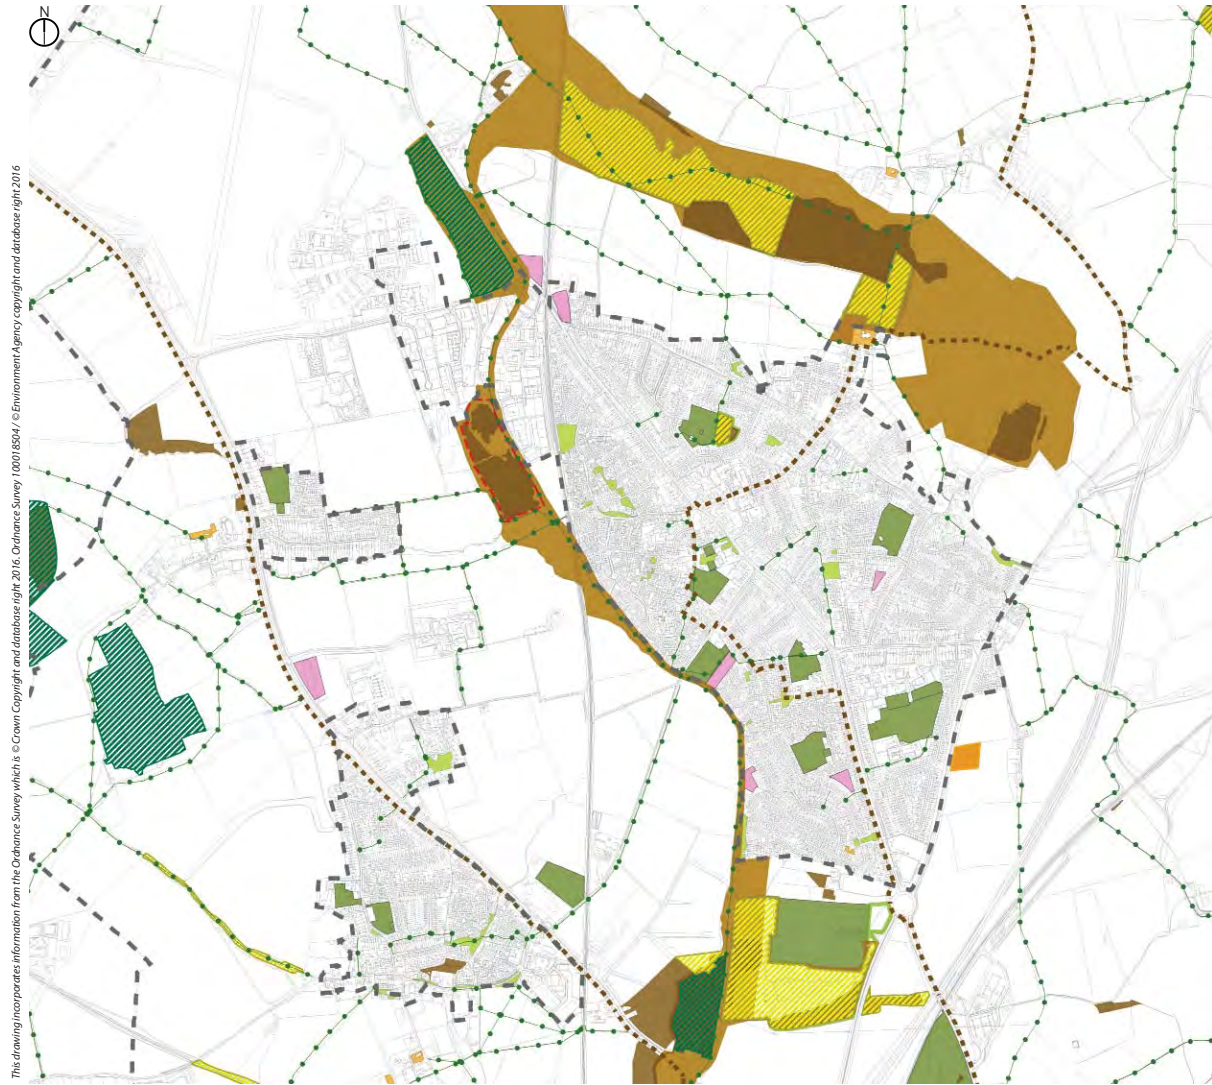 N
This drawing incorporates information from the Ordnance Survey which is © Crown Copyright and database right 2016. Ordnance Survey 100018504 / © Environment Agency copyright and database right 2016